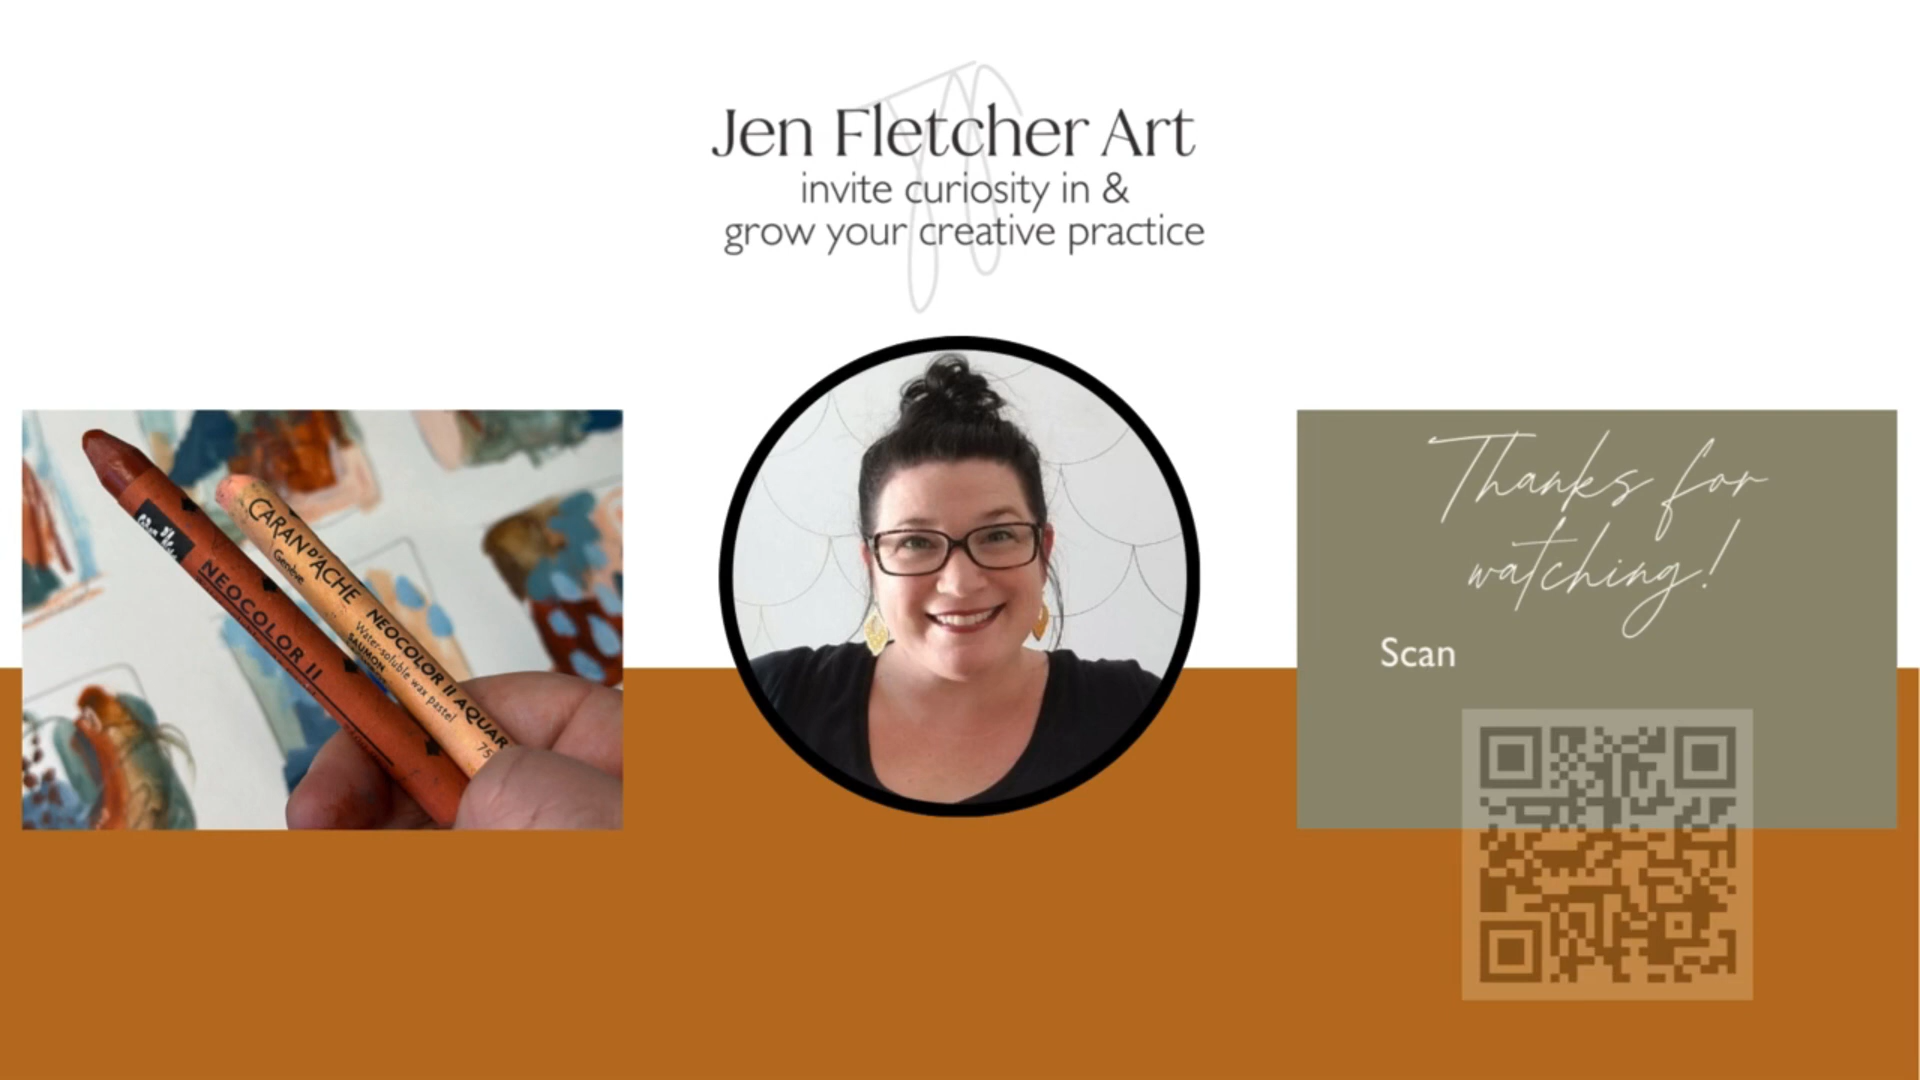 Jen Fletcher Art
invite curiosity in &
grow your creative practice
CARAN D'ACHE
Genève
NEOCOLOR II
NEOCOLOR II AQUAR
Water-soluble wax pastel
SAUMON
75
Thanks for
watching!
Scan